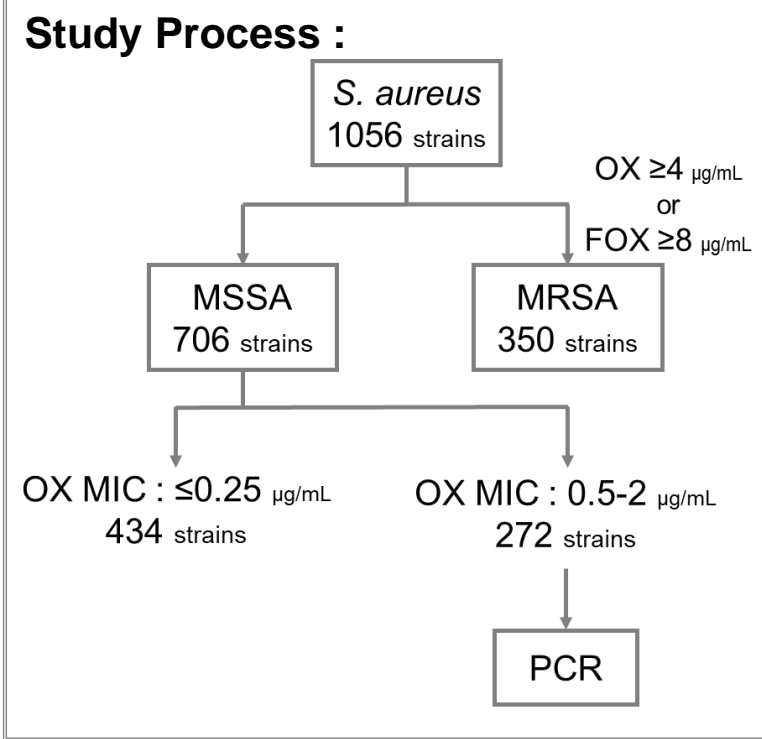 Study Process :
S. aureus
1056 strains
OX ≥4 µg/mL
or
FOX ≥8 µg/mL
MSSA
706 strains
MRSA
350 strains
OX MIC : ≤0.25 µg/mL
434 strains
OX MIC : 0.5-2 µg/mL
272 strains
PCR